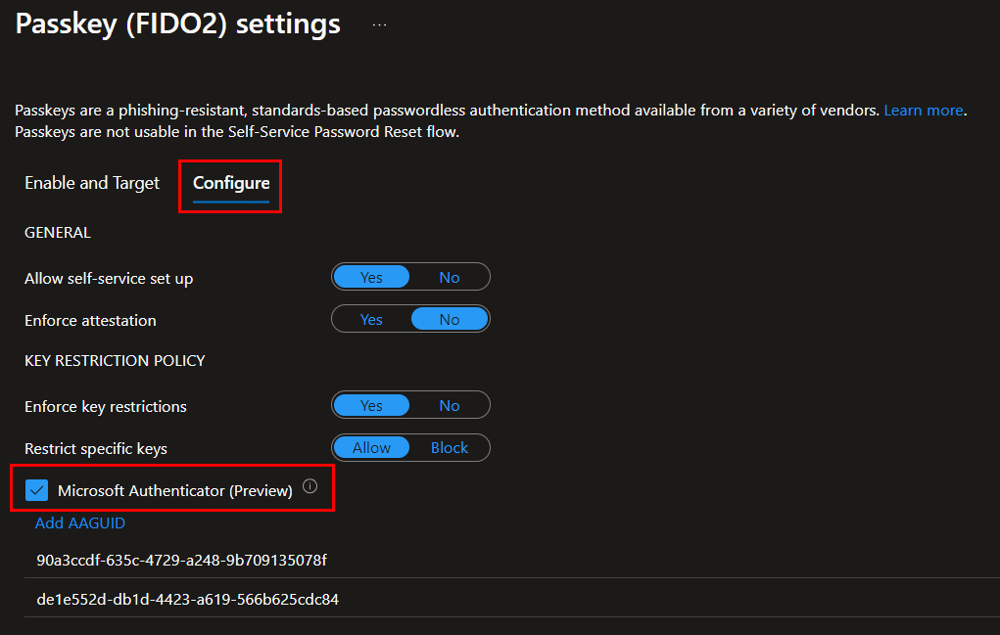 Passkey (FIDO2) settings ...
Passkeys are a phishing-resistant, standards-based passwordless authentication method available from a variety of vendors. Learn more.
Passkeys are not usable in the Self-Service Password Reset flow.
Enable and Target Configure
GENERAL
Allow self-service set up Yes No
Enforce attestation Yes No
KEY RESTRICTION POLICY
Enforce key restrictions Yes No
Restrict specific keys Allow Block
Microsoft Authenticator (Preview)
Add AAGUID
90a3ccdf-635c-4729-a248-9b709135078f
de1e552d-db1d-4423-a619-566b625cdc84